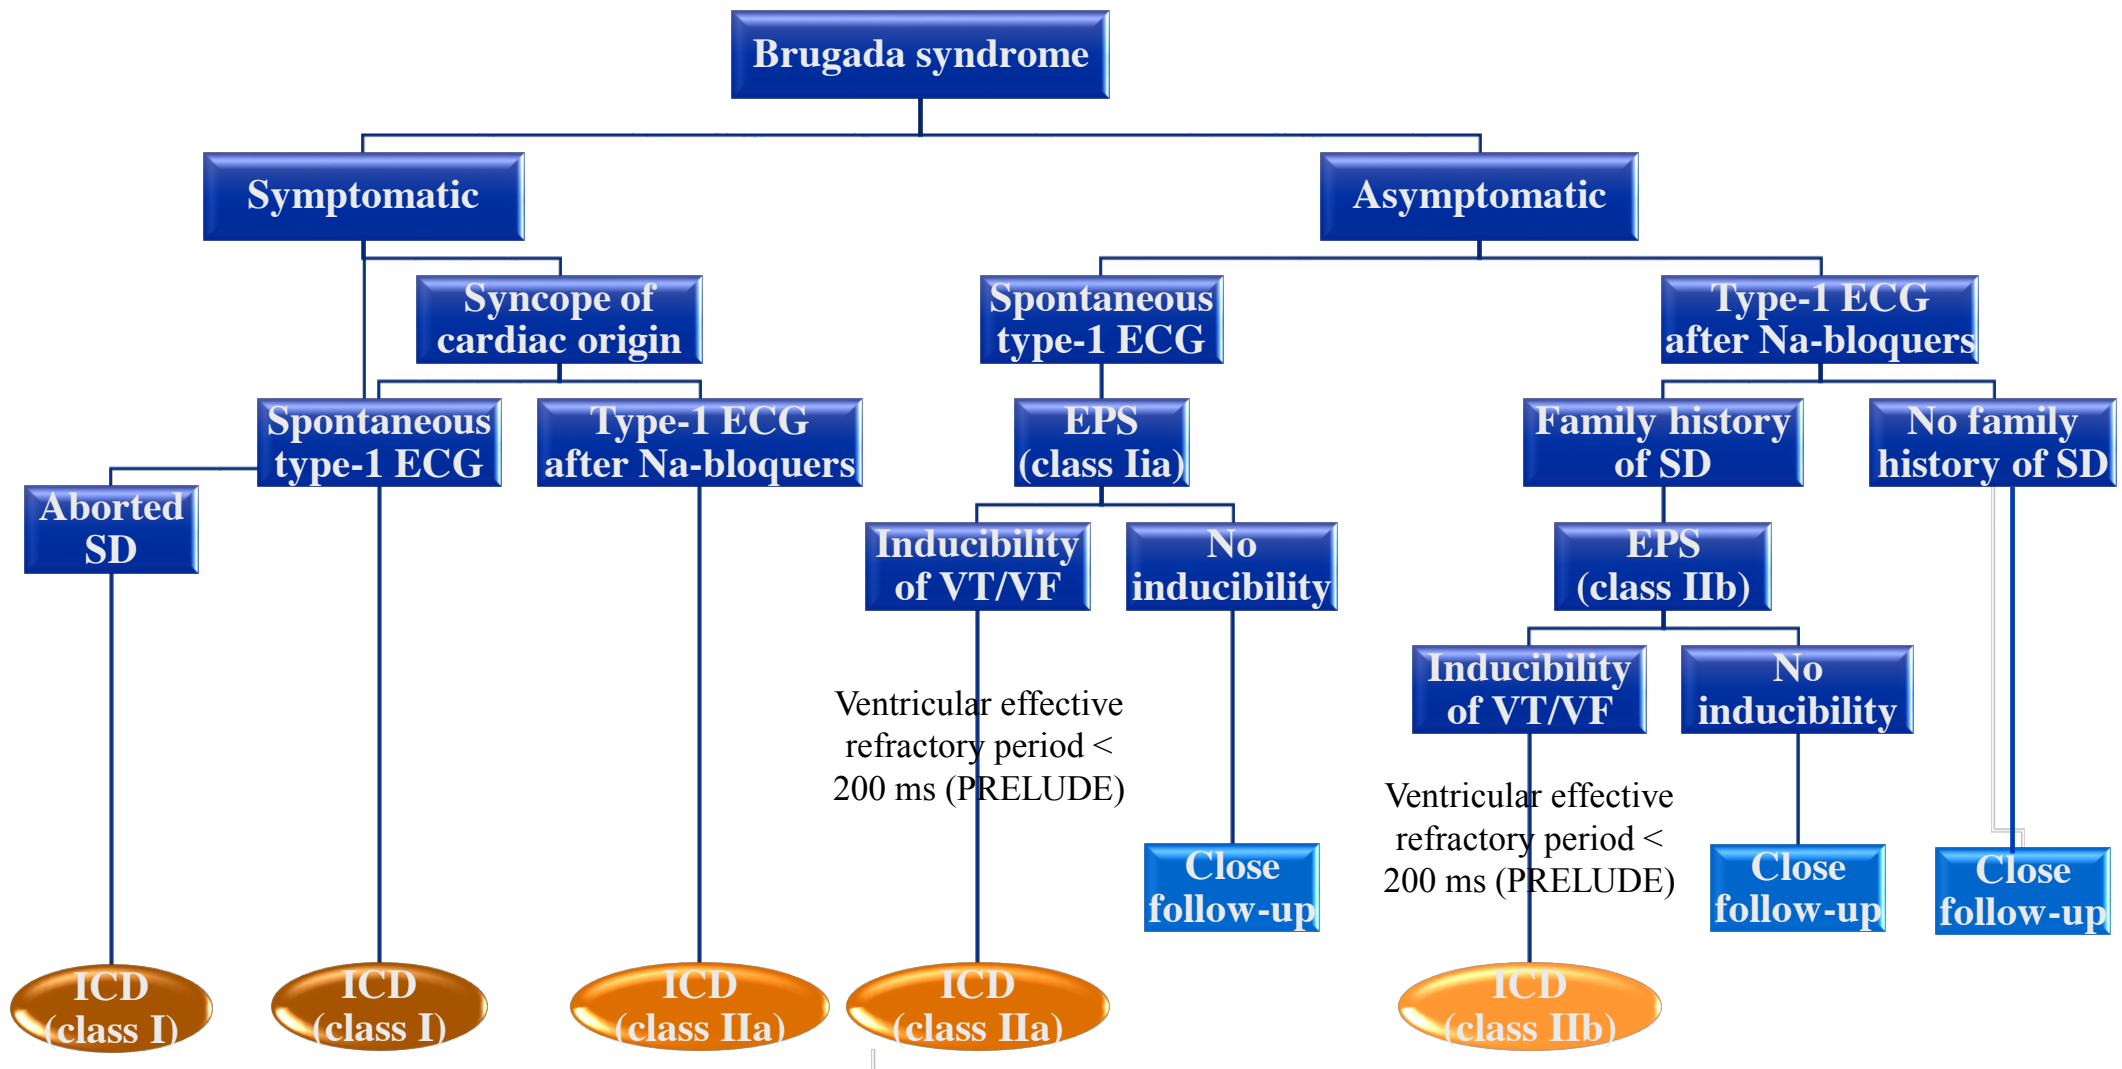 Brugada syndrome
Symptomatic
Asymptomatic
Syncope of
cardiac origin
Spontaneous
type-1 ECG
Type-1 ECG
after Na-bloquers
Spontaneous
type-1 ECG
Type-1 ECG
after Na-bloquers
EPS
(class Iia)
Family history
of SD
No family
history of SD
Aborted
SD
Inducibility
of VT/VF
No
inducibility
EPS
(class IIb)
Inducibility
of VT/VF
No
inducibility
Ventricular effective
refractory period <
200 ms (PRELUDE)
Ventricular effective
refractory period <
200 ms (PRELUDE)
Close
follow-up
Close
follow-up
Close
follow-up
ICD
(class I)
ICD
(class I)
ICD
(class IIa)
ICD
(class IIa)
ICD
(class IIb)